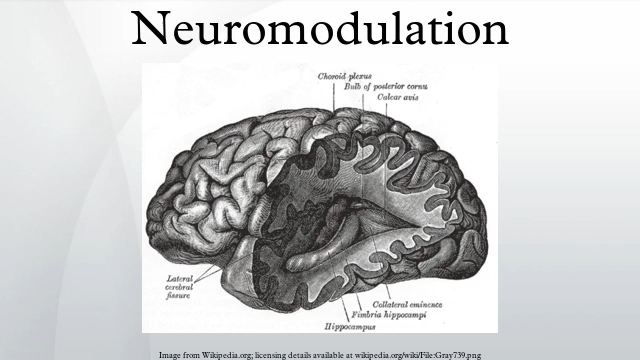 Neuromodulation
Choroid plexus
Bulb of posterior cornu
Calcar avis
Lateral
cerebral
fissure
Collateral eminence
Fimbria hippocampi
Hippocampus
Image from Wikipedia.org; licensing details available at wikipedia.org/wiki/File:Gray739.png